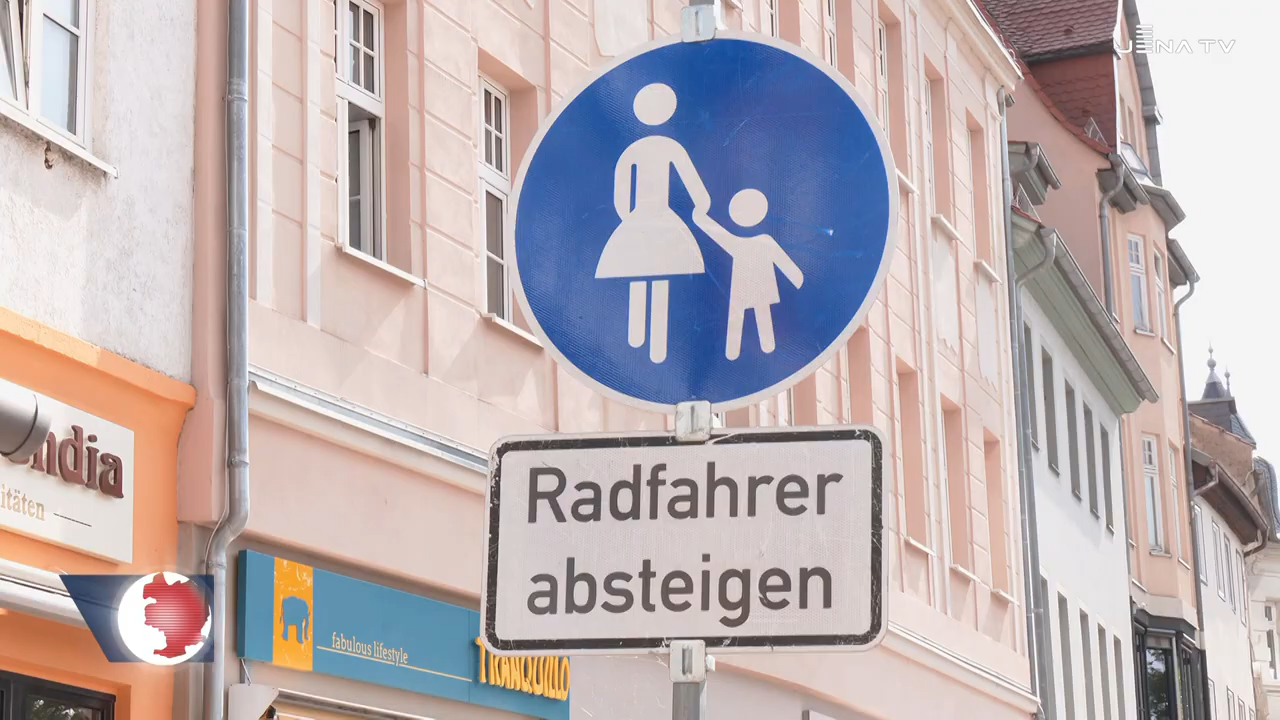 JENA TV
Radfahrer
absteigen
ndia
itäten
fabulous lifestyle
TRANQUILLO